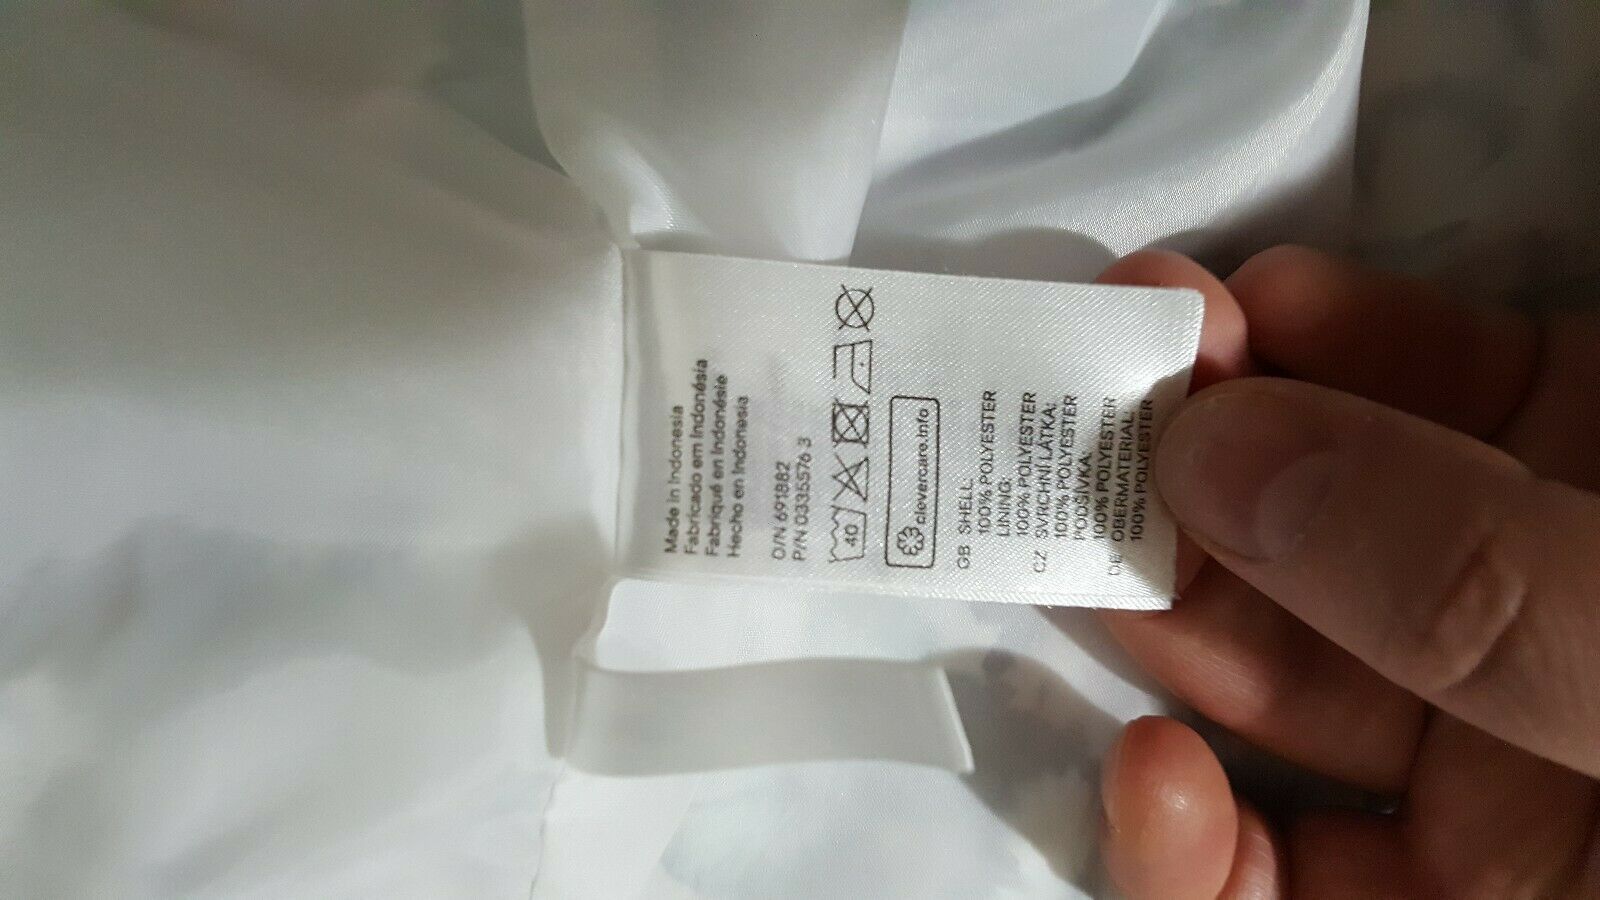 Made in Indonesia
Fabricado em Indonésia
Fabriqué en Indonésie
Hecho en Indonesia
O/N 691882
P/N 0335576 3
40
clevercare.info
GB SHELL:
100% POLYESTER
LINING:
100% POLYESTER
CZ SVRCHNÍ LÁTKA:
100% POLYESTER
PODŠÍVKA:
100% POLYESTER
DE OBERMATERIAL:
100% POLYESTER